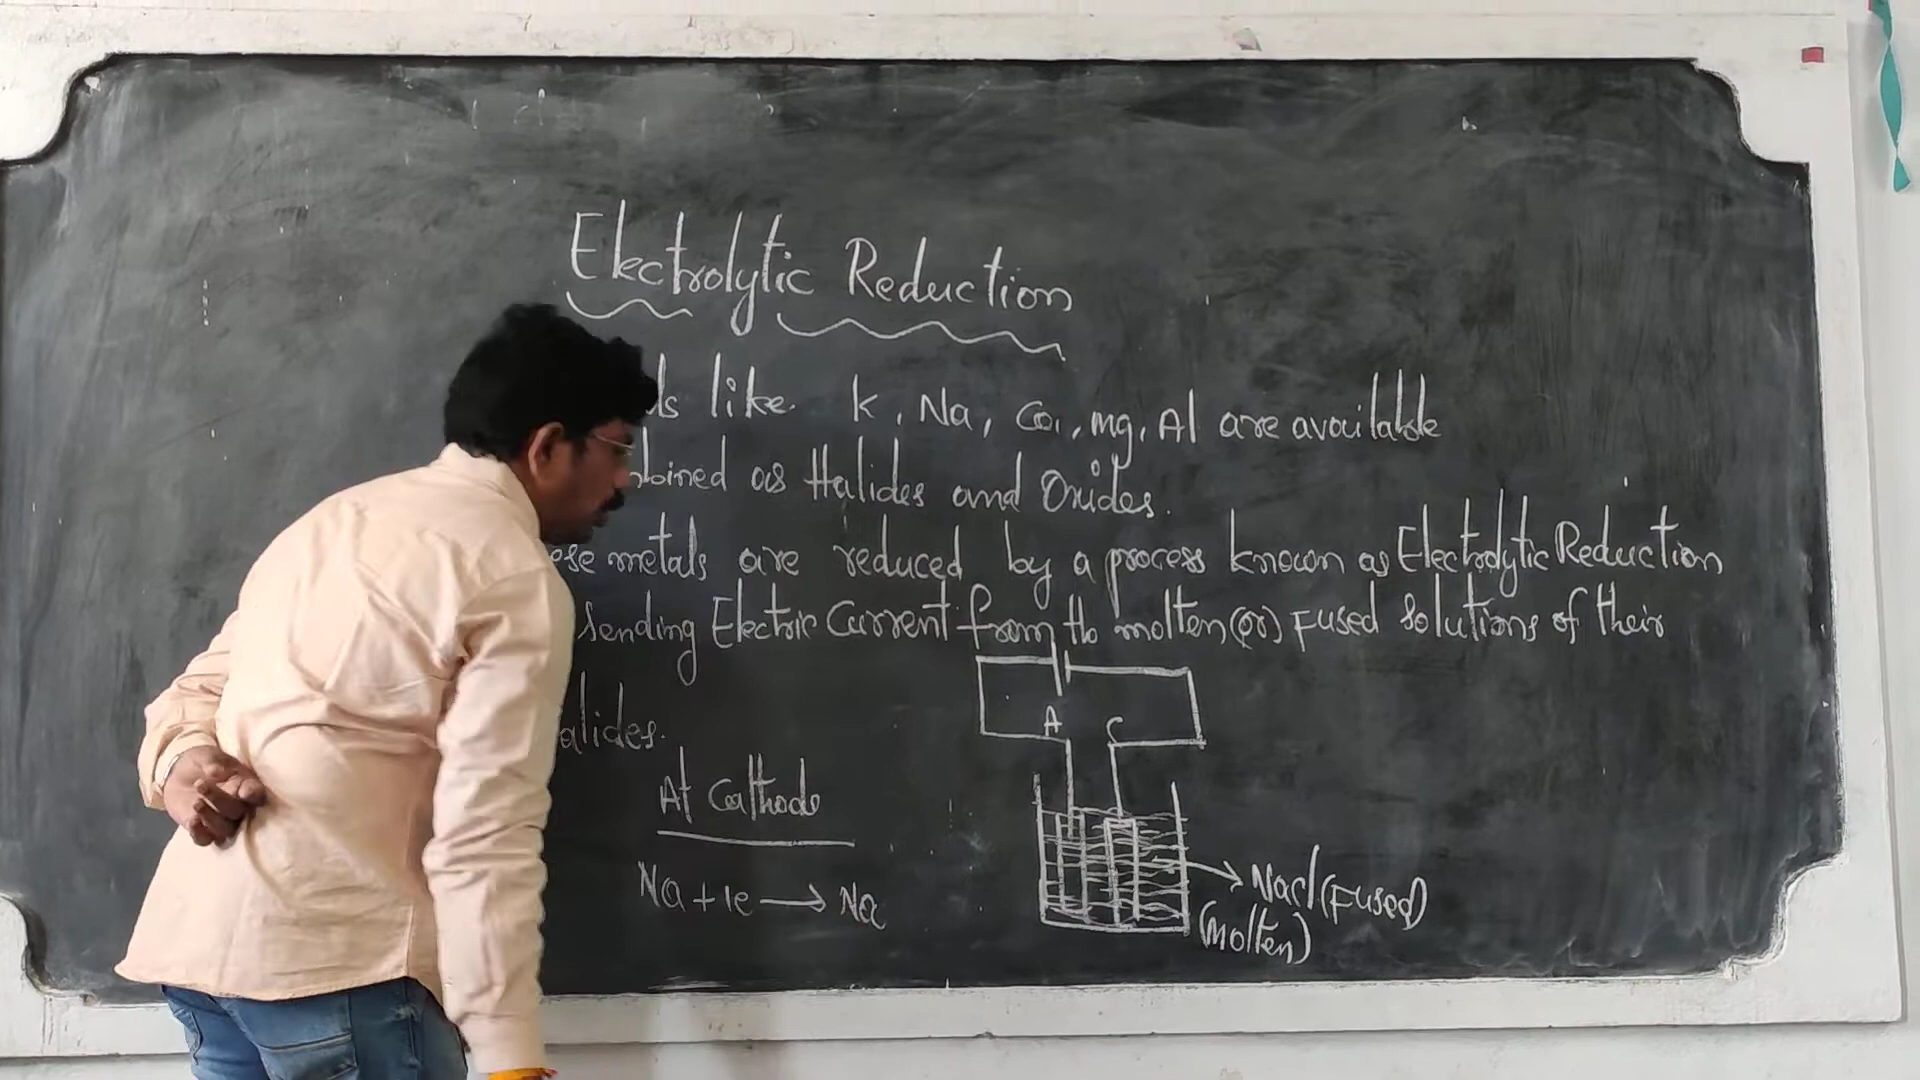 Electrolytic Reduction
ls like K, Na, Ca, mg, Al are available
mbined as Halides and Oxides.
ese metals are reduced by a process known as Electrolytic Reduction
sending Electric Current from the molten (or) Fused solutions of their
alides.
A C
At Cathode
Na + 1e → Na
Nacl (Fused)
(molten)